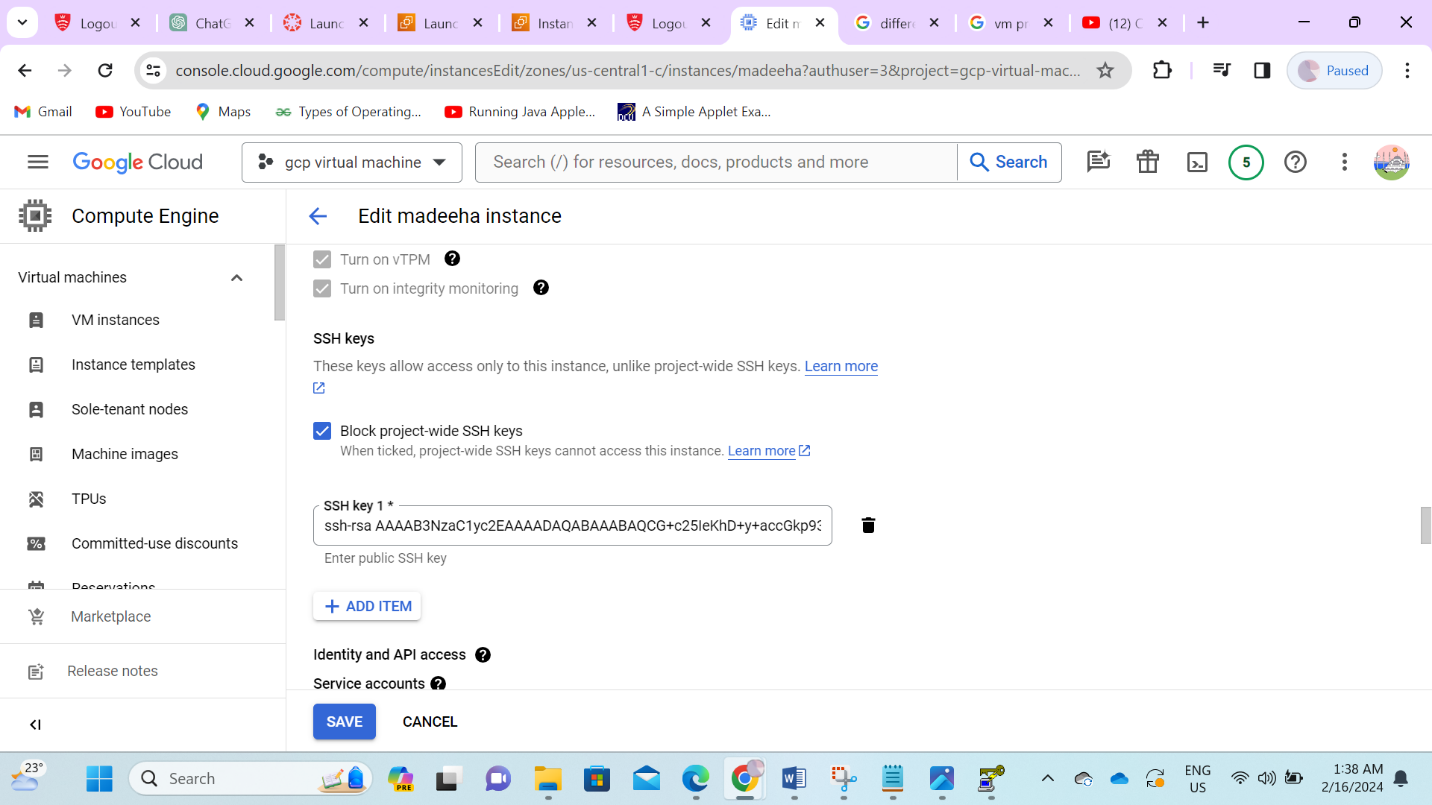 Logou
ChatG
Launc
Launc
Instan
Logou
Edit m
differe
vm pr
(12) C
console.cloud.google.com/compute/instancesEdit/zones/us-central1-c/instances/madeeha?authuser=3&project=gcp-virtual-mac...
Paused
Gmail
YouTube
Maps
Types of Operating...
Running Java Apple...
A Simple Applet Exa...
Google Cloud
gcp virtual machine
Search (/) for resources, docs, products and more
Search
5
Compute Engine
Edit madeeha instance
Virtual machines
VM instances
Instance templates
Sole-tenant nodes
Machine images
TPUs
Committed-use discounts
Reservations
Marketplace
Release notes
Turn on vTPM
Turn on integrity monitoring
SSH keys
These keys allow access only to this instance, unlike project-wide SSH keys. Learn more
Block project-wide SSH keys
When ticked, project-wide SSH keys cannot access this instance. Learn more
SSH key 1 *
ssh-rsa AAAAB3NzaC1yc2EAAAADAQABAAABAQCG+c25IeKhD+y+accGkp93
Enter public SSH key
+ ADD ITEM
Identity and API access
Service accounts
SAVE
CANCEL
23°
Search
PRE
ENG
US
1:38 AM
2/16/2024